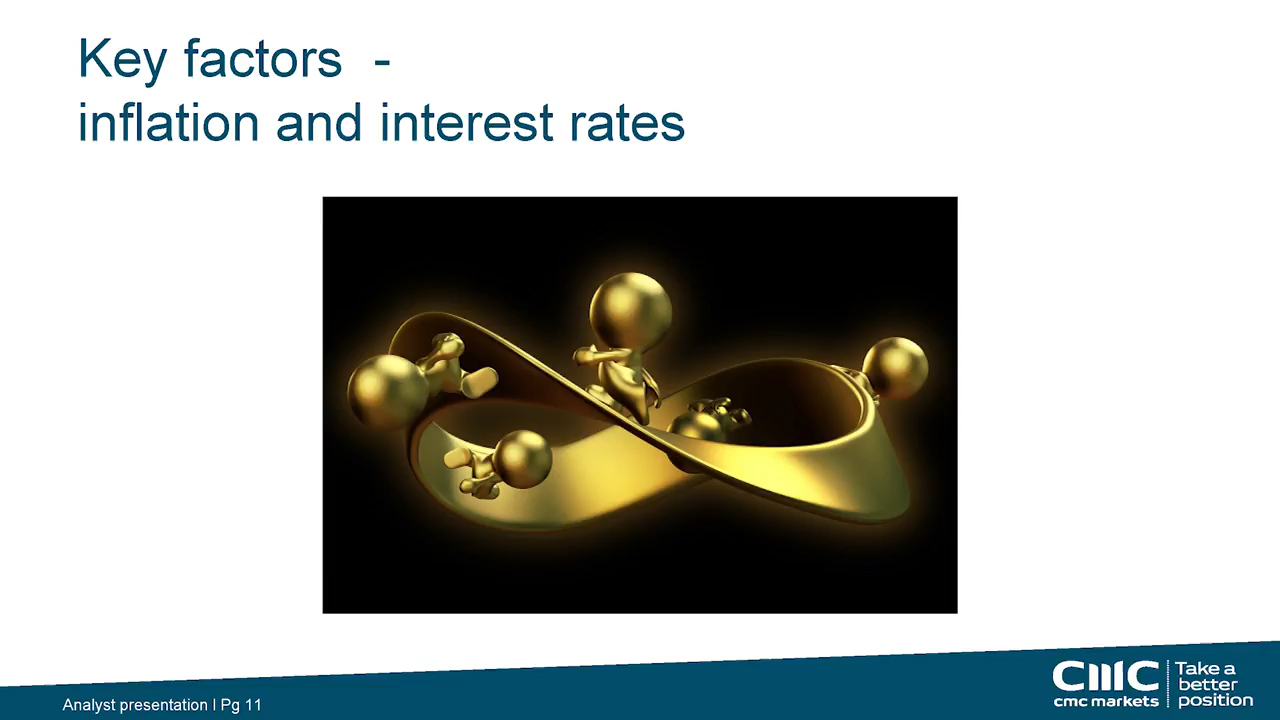 Key factors -
inflation and interest rates
Analyst presentation I Pg 11
CMC
cmc markets
Take a
better
position